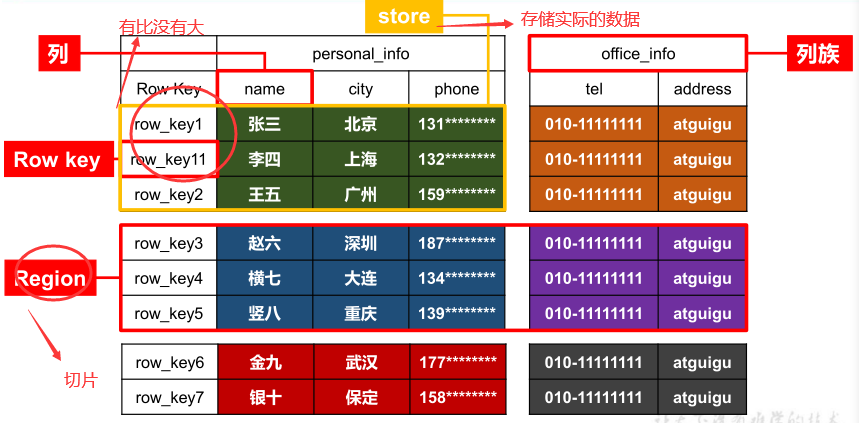 store
存储实际的数据
有比没有大
列
personal_info
office_info
列族
Row Key name city phone tel address
row_key1 张三 北京 131******** 010-11111111 atguigu
Row key
row_key11 李四 上海 132******** 010-11111111 atguigu
row_key2 王五 广州 159******** 010-11111111 atguigu
row_key3 赵六 深圳 187******** 010-11111111 atguigu
Region
row_key4 横七 大连 134******** 010-11111111 atguigu
row_key5 竖八 重庆 139******** 010-11111111 atguigu
切片
row_key6 金九 武汉 177******** 010-11111111 atguigu
row_key7 银十 保定 158******** 010-11111111 atguigu